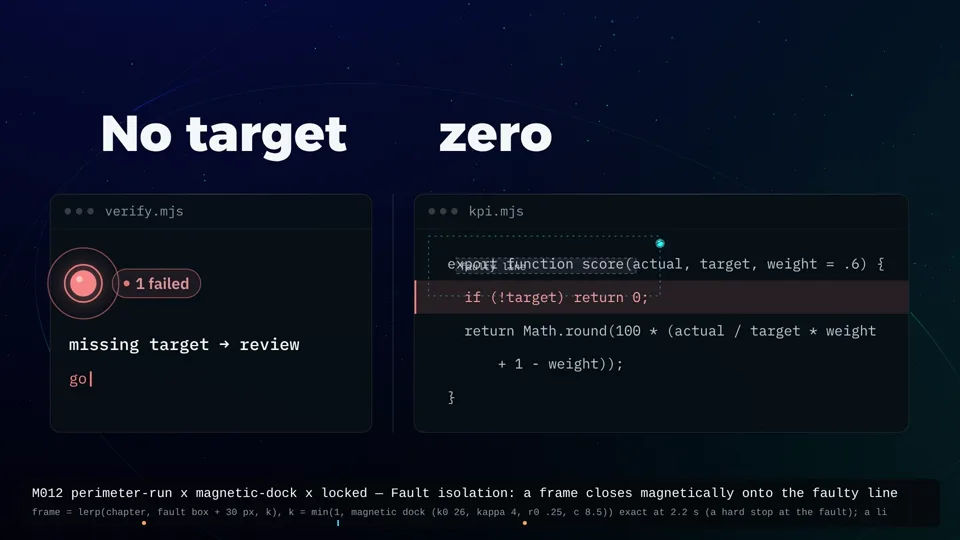 No target zero
verify.mjs
1 failed
missing target → review
go
kpi.mjs
export function score(actual, target, weight = .6) {
faulty line
if (!target) return 0;
return Math.round(100 * (actual / target * weight
+ 1 - weight));
}
M012 perimeter-run x magnetic-dock x locked — Fault isolation: a frame closes magnetically onto the faulty line
frame = lerp(chapter, fault box + 30 px, k), k = min(1, magnetic dock (k0 26, kappa 4, r0 .25, c 8.5)) exact at 2.2 s (a hard stop at the fault); a li